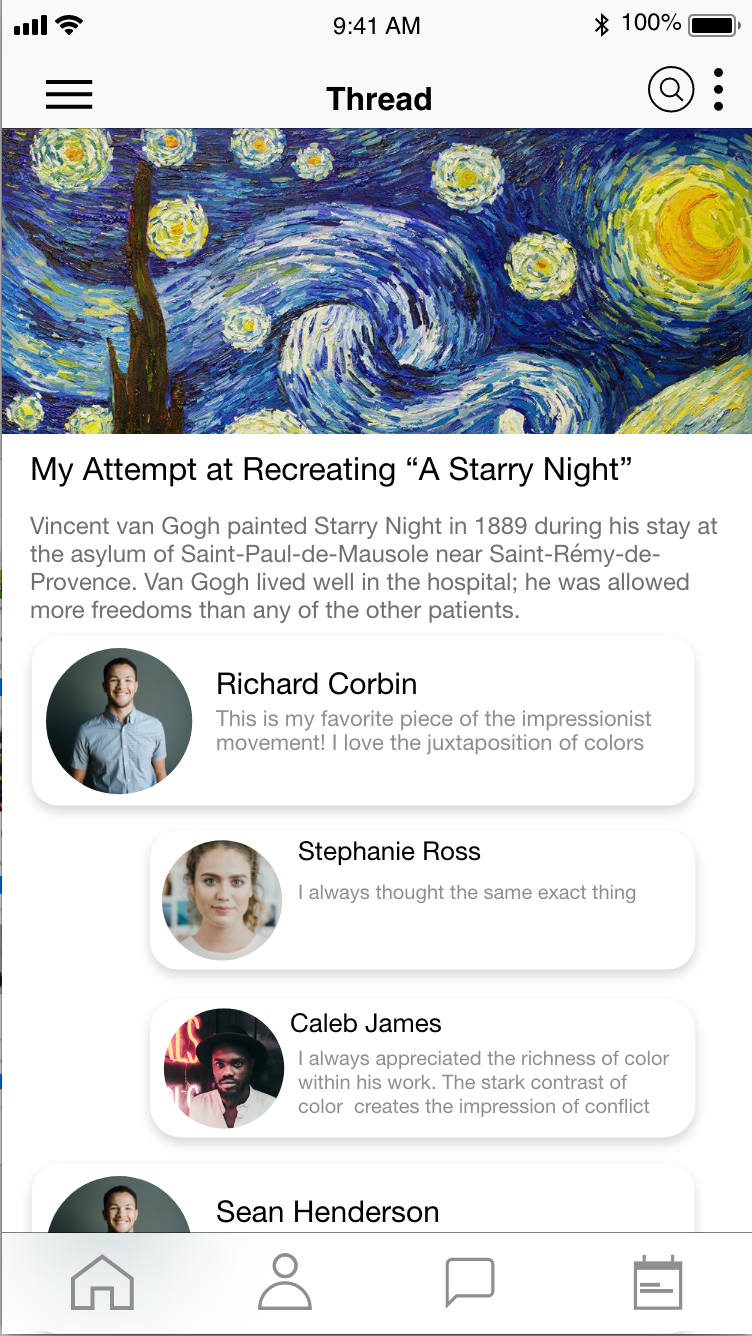 9:41 AM 100%
Thread
My Attempt at Recreating “A Starry Night”
Vincent van Gogh painted Starry Night in 1889 during his stay at
the asylum of Saint-Paul-de-Mausole near Saint-Rémy-de-
Provence. Van Gogh lived well in the hospital; he was allowed
more freedoms than any of the other patients.
Richard Corbin
This is my favorite piece of the impressionist
movement! I love the juxtaposition of colors
Stephanie Ross
I always thought the same exact thing
Caleb James
I always appreciated the richness of color
within his work. The stark contrast of
color  creates the impression of conflict
Sean Henderson